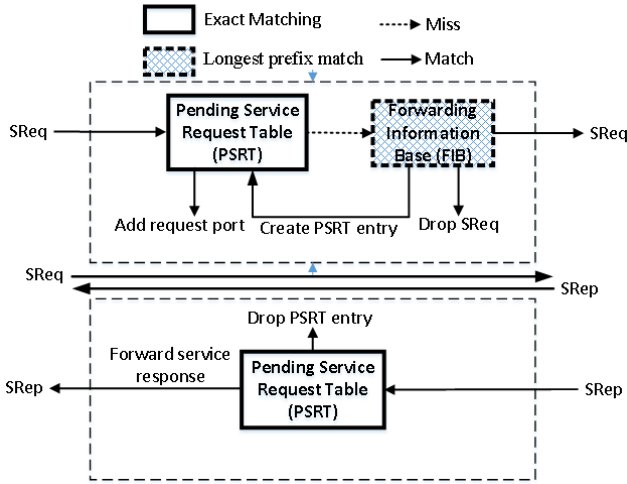 Exact Matching
Miss
Longest prefix match
Match
Pending Service
Request Table
(PSRT)
Forwarding
Information
Base (FIB)
SReq
SReq
Add request port
Create PSRT entry
Drop SReq
SReq
SRep
Drop PSRT entry
Forward service
response
Pending Service
Request Table
(PSRT)
SRep
SRep